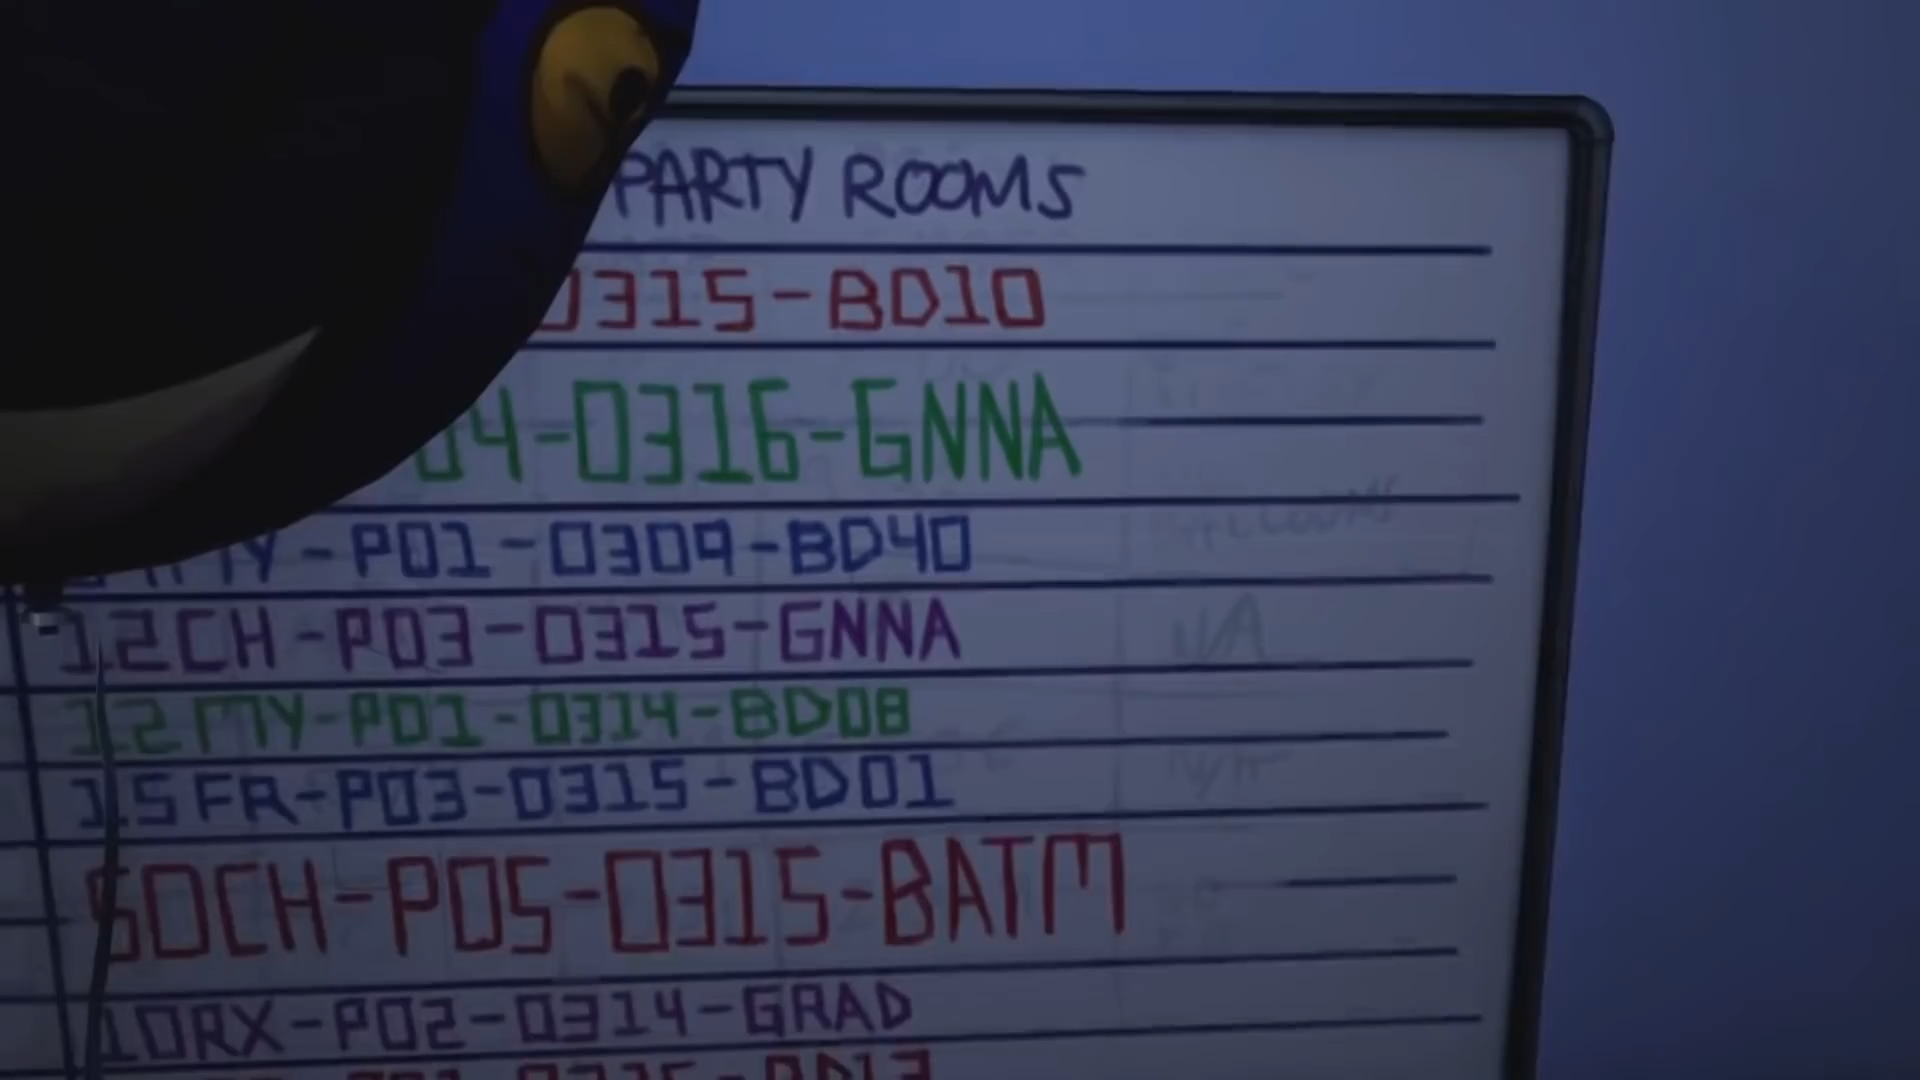 PARTY ROOMS
0315-BD10
04-0316-GNNA
MY-P01-0309-BD40
12CH-P03-0315-GNNA
12MY-P01-0314-BD08
15FR-P03-0315-BD01
50CH-P05-0315-BATM
10RX-P02-0314-GRAD
N/A